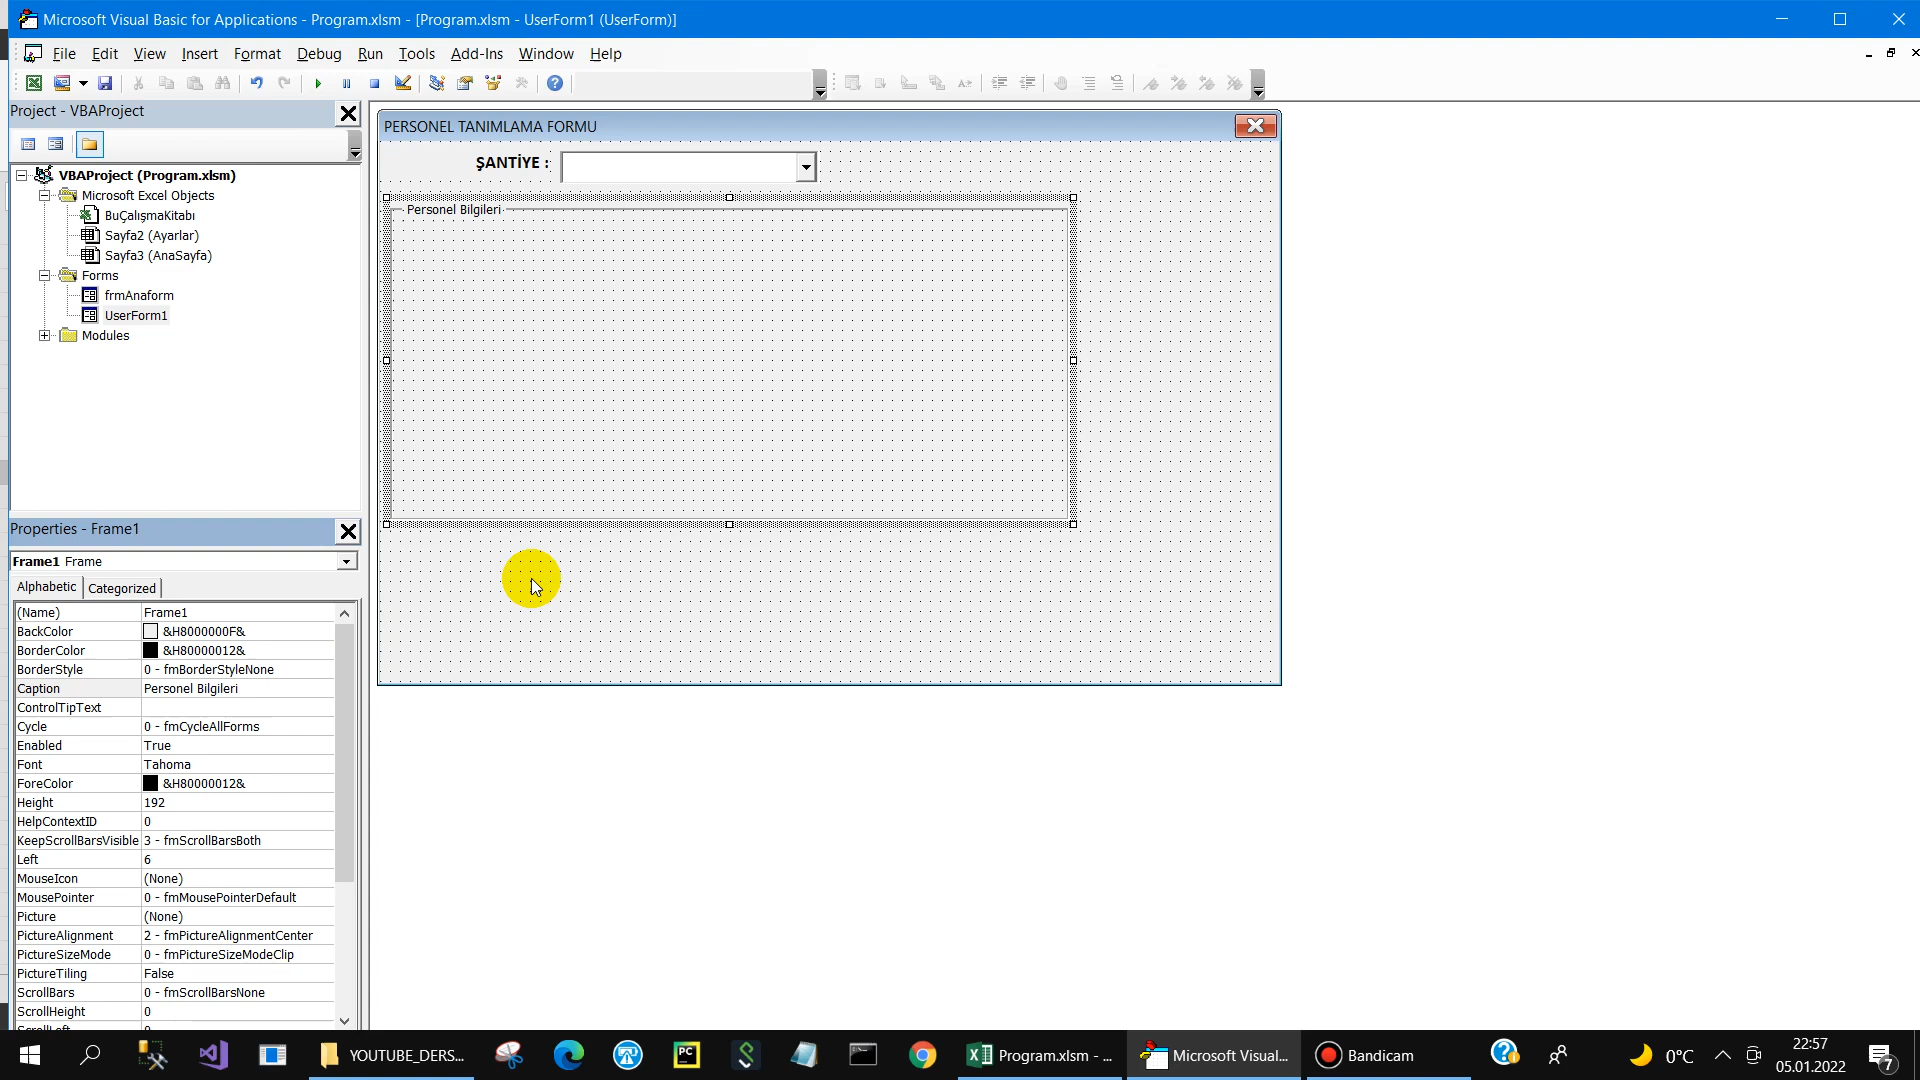 Microsoft Visual Basic for Applications - Program.xlsm - [Program.xlsm - UserForm1 (UserForm)]
File Edit View Insert Format Debug Run Tools Add-Ins Window Help
Project - VBAProject
VBAProject (Program.xlsm)
Microsoft Excel Objects
BuÇalışmaKitabı
Sayfa2 (Ayarlar)
Sayfa3 (AnaSayfa)
Forms
frmAnaform
UserForm1
Modules
PERSONEL TANIMLAMA FORMU
ŞANTİYE :
Personel Bilgileri
Properties - Frame1
Frame1 Frame
Alphabetic Categorized
(Name) Frame1
BackColor &H8000000F&
BorderColor &H80000012&
BorderStyle 0 - fmBorderStyleNone
Caption Personel Bilgileri
ControlTipText
Cycle 0 - fmCycleAllForms
Enabled True
Font Tahoma
ForeColor &H80000012&
Height 192
HelpContextID 0
KeepScrollBarsVisible 3 - fmScrollBarsBoth
Left 6
MouseIcon (None)
MousePointer 0 - fmMousePointerDefault
Picture (None)
PictureAlignment 2 - fmPictureAlignmentCenter
PictureSizeMode 0 - fmPictureSizeModeClip
PictureTiling False
ScrollBars 0 - fmScrollBarsNone
ScrollHeight 0
YOUTUBE_DERS...
PC
Program.xlsm - ...
Microsoft Visual...
Bandicam
0°C
22:57
05.01.2022
7